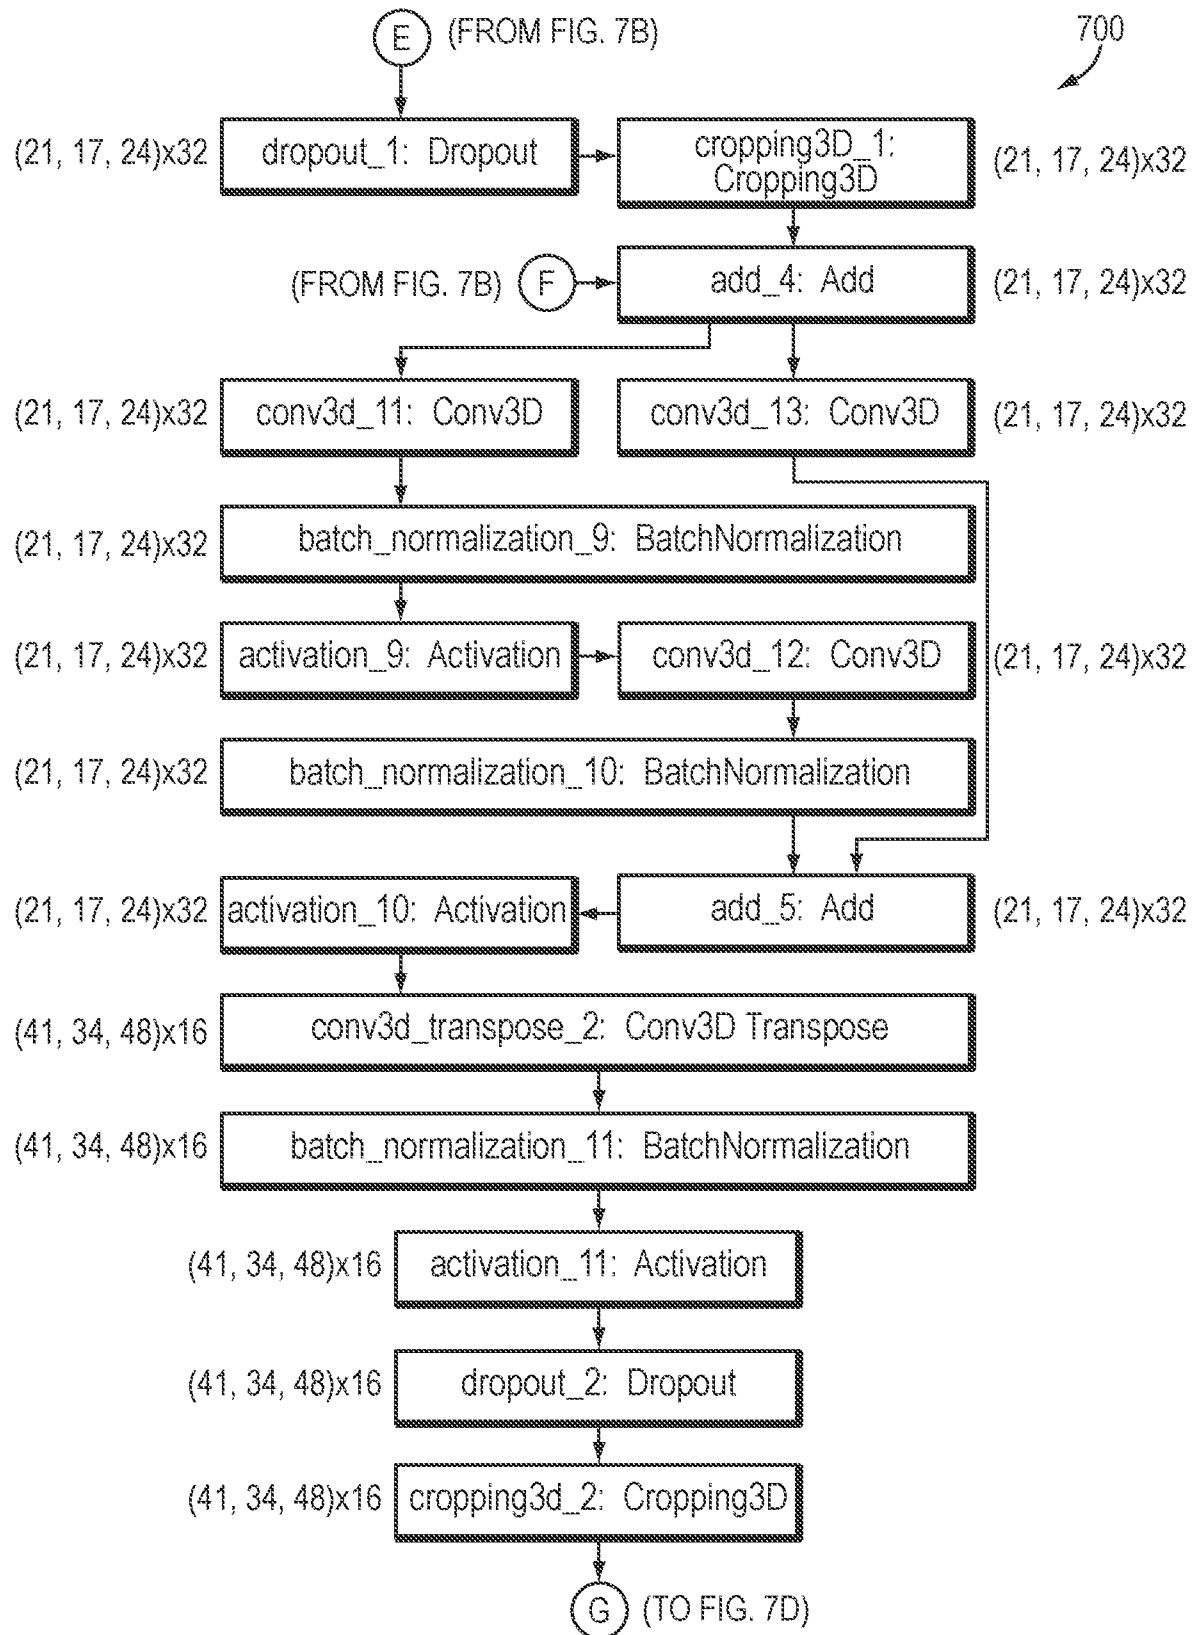 E (FROM FIG. 7B)
700
(21, 17, 24)x32 dropout_1: Dropout
cropping3D_1:
Cropping3D
(21, 17, 24)x32
(FROM FIG. 7B) F add_4: Add (21, 17, 24)x32
(21, 17, 24)x32 conv3d_11: Conv3D conv3d_13: Conv3D (21, 17, 24)x32
(21, 17, 24)x32 batch_normalization_9: BatchNormalization
(21, 17, 24)x32 activation_9: Activation conv3d_12: Conv3D (21, 17, 24)x32
(21, 17, 24)x32 batch_normalization_10: BatchNormalization
(21, 17, 24)x32 activation_10: Activation add_5: Add (21, 17, 24)x32
(41, 34, 48)x16 conv3d_transpose_2: Conv3D Transpose
(41, 34, 48)x16 batch_normalization_11: BatchNormalization
(41, 34, 48)x16 activation_11: Activation
(41, 34, 48)x16 dropout_2: Dropout
(41, 34, 48)x16 cropping3d_2: Cropping3D
G (TO FIG. 7D)